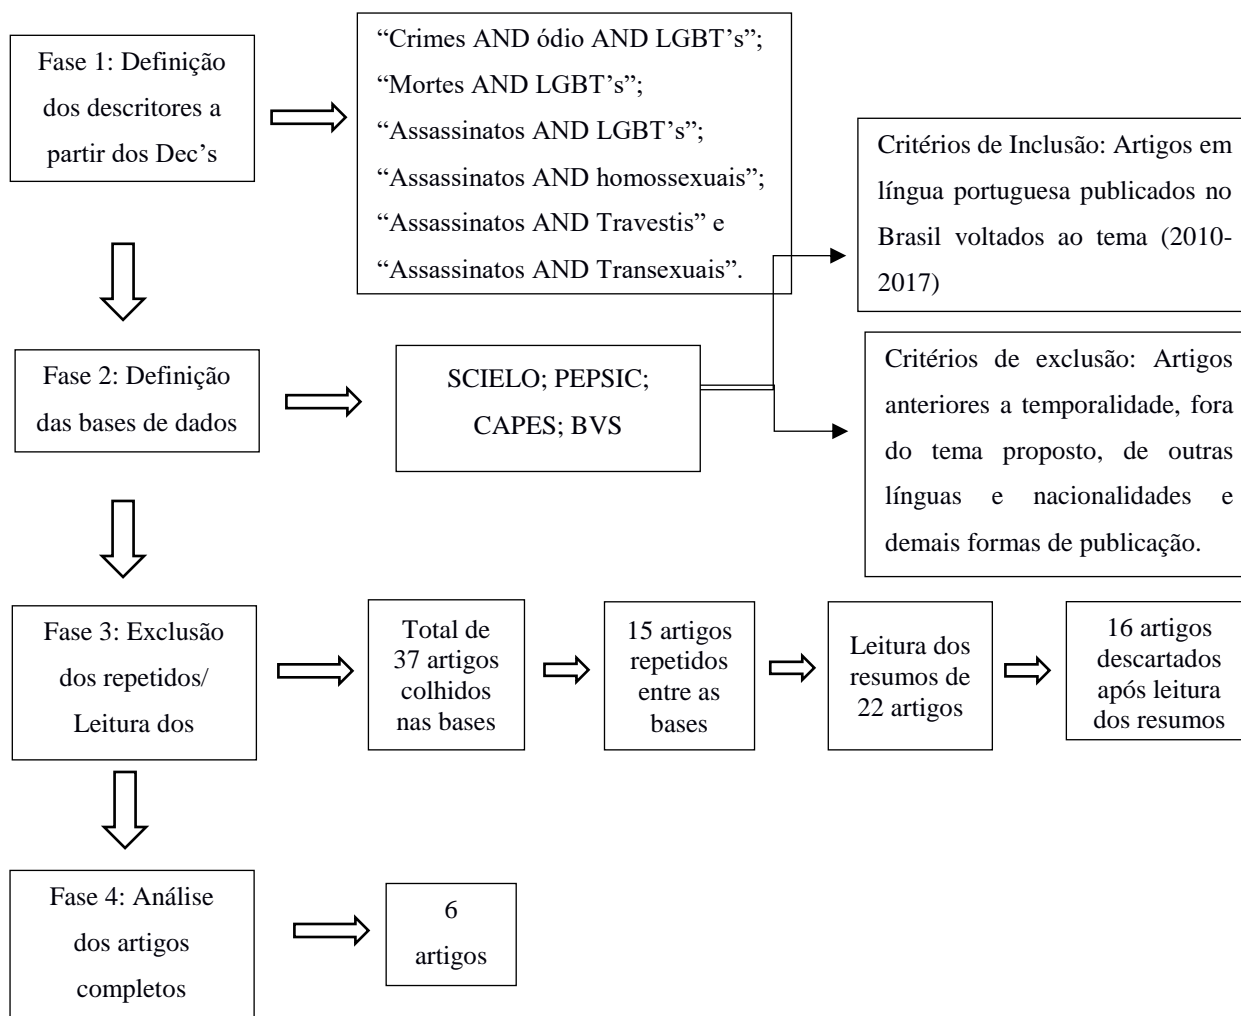 Fase 1: Definição
dos descritores a
partir dos Dec's
“Crimes AND ódio AND LGBT’s”;
“Mortes AND LGBT’s”;
“Assassinatos AND LGBT’s”;
“Assassinatos AND homossexuais”;
“Assassinatos AND Travestis” e
“Assassinatos AND Transexuais”.
Critérios de Inclusão: Artigos em
língua portuguesa publicados no
Brasil voltados ao tema (2010-
2017)
Fase 2: Definição
das bases de dados
SCIELO; PEPSIC;
CAPES; BVS
Critérios de exclusão: Artigos
anteriores a temporalidade, fora
do tema proposto, de outras
línguas e nacionalidades e
demais formas de publicação.
Fase 3: Exclusão
dos repetidos/
Leitura dos
Total de
37 artigos
colhidos
nas bases
15 artigos
repetidos
entre as
bases
Leitura dos
resumos de
22 artigos
16 artigos
descartados
após leitura
dos resumos
Fase 4: Análise
dos artigos
completos
6
artigos